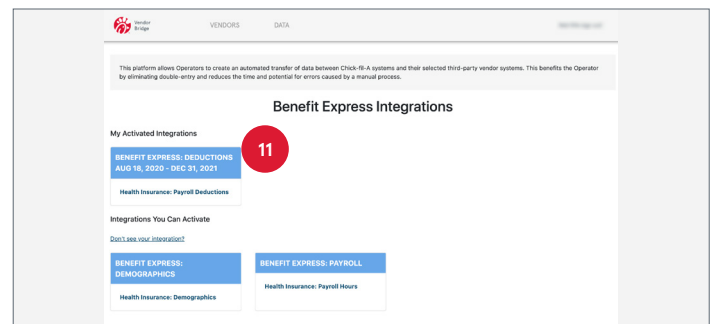 Vendor
Bridge
VENDORS
DATA
This platform allows Operators to create an automated transfer of data between Chick-fil-A systems and their selected third-party vendor systems. This benefits the Operator
by eliminating double-entry and reduces the time and potential for errors caused by a manual process.
Benefit Express Integrations
My Activated Integrations
BENEFIT EXPRESS: DEDUCTIONS
AUG 18, 2020 - DEC 31, 2021
11
Health Insurance: Payroll Deductions
Integrations You Can Activate
Don't see your integration?
BENEFIT EXPRESS:
DEMOGRAPHICS
Health Insurance: Demographics
BENEFIT EXPRESS: PAYROLL
Health Insurance: Payroll Hours